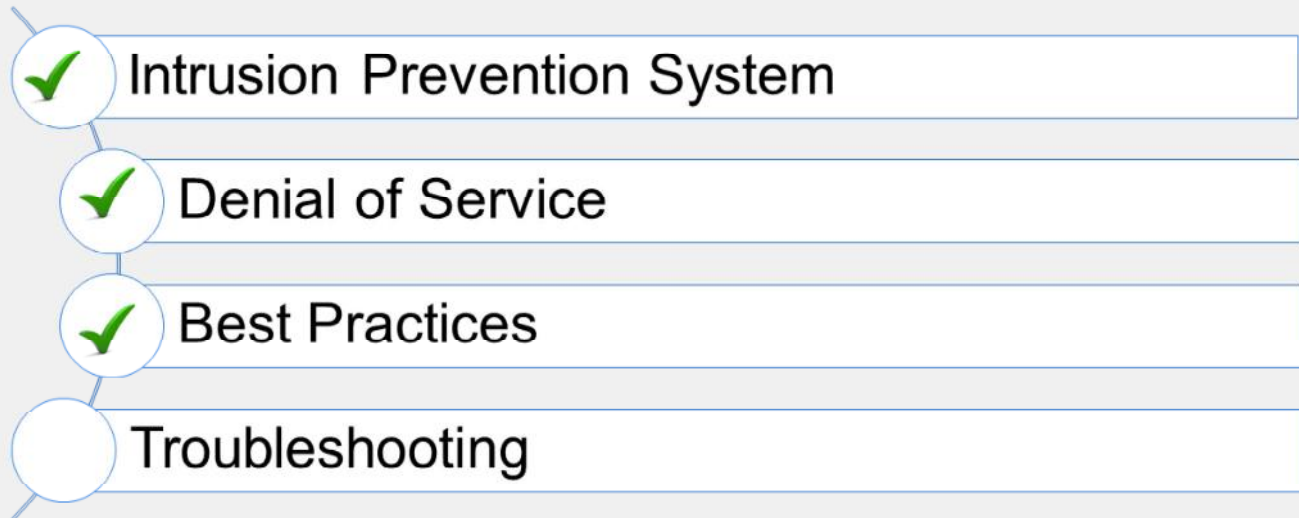 Intrusion Prevention System
Denial of Service
Best Practices
Troubleshooting